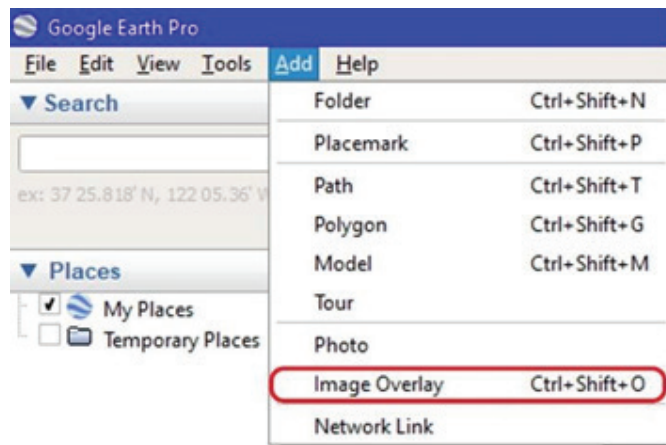 Google Earth Pro
File Edit View Tools Add Help
Search
ex: 37 25.818' N, 122 05.36' W
Places
My Places
Temporary Places
Folder Ctrl+Shift+N
Placemark Ctrl+Shift+P
Path Ctrl+Shift+T
Polygon Ctrl+Shift+G
Model Ctrl+Shift+M
Tour
Photo
Image Overlay Ctrl+Shift+O
Network Link